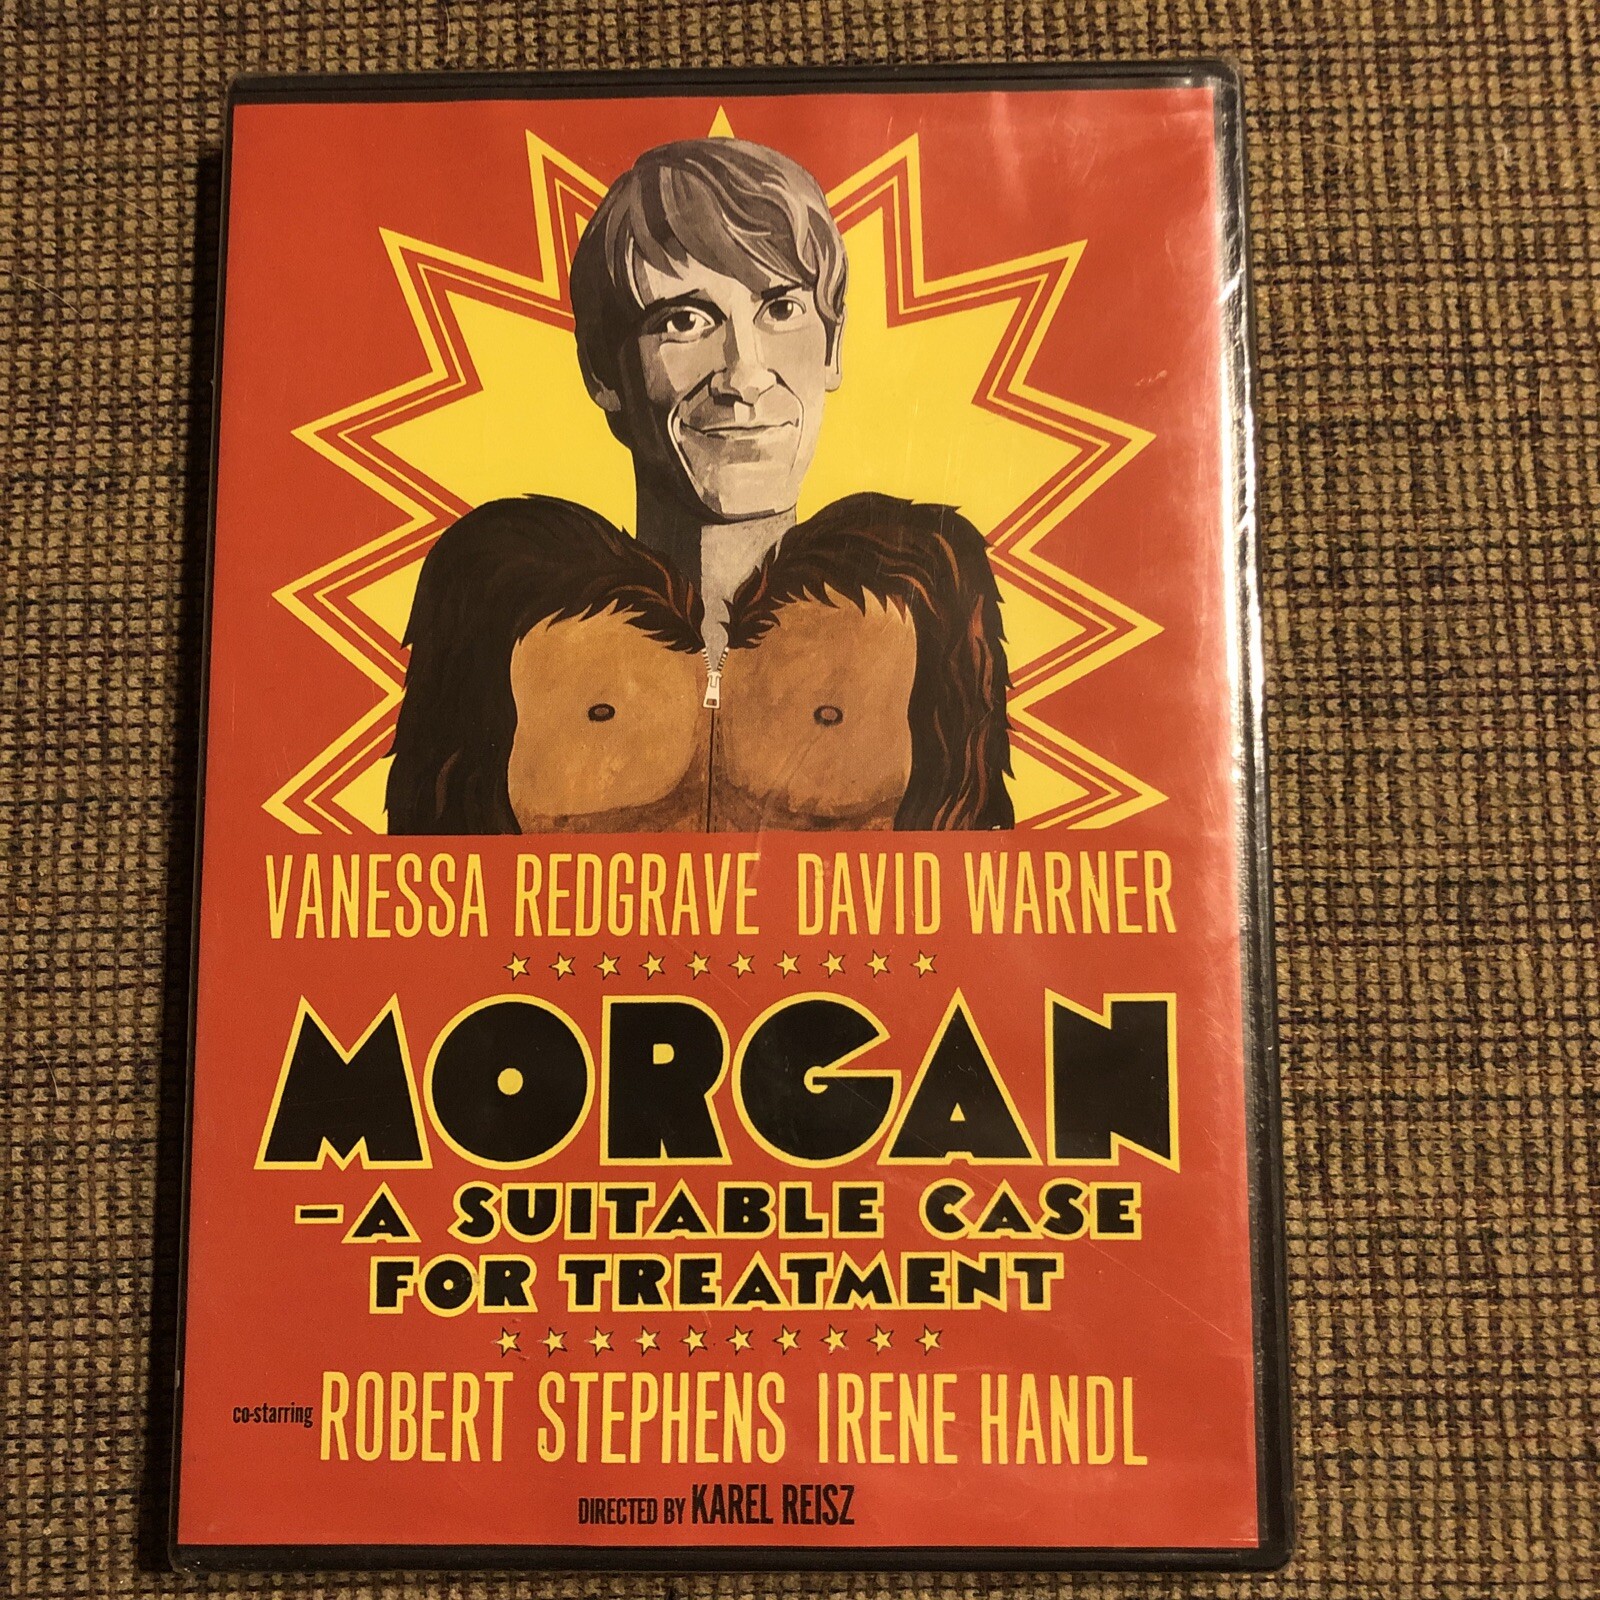 VANESSA REDGRAVE DAVID WARNER
MORGAN
–A SUITABLE CASE
FOR TREATMENT
co-starring ROBERT STEPHENS IRENE HANDL
DIRECTED BY KAREL REISZ